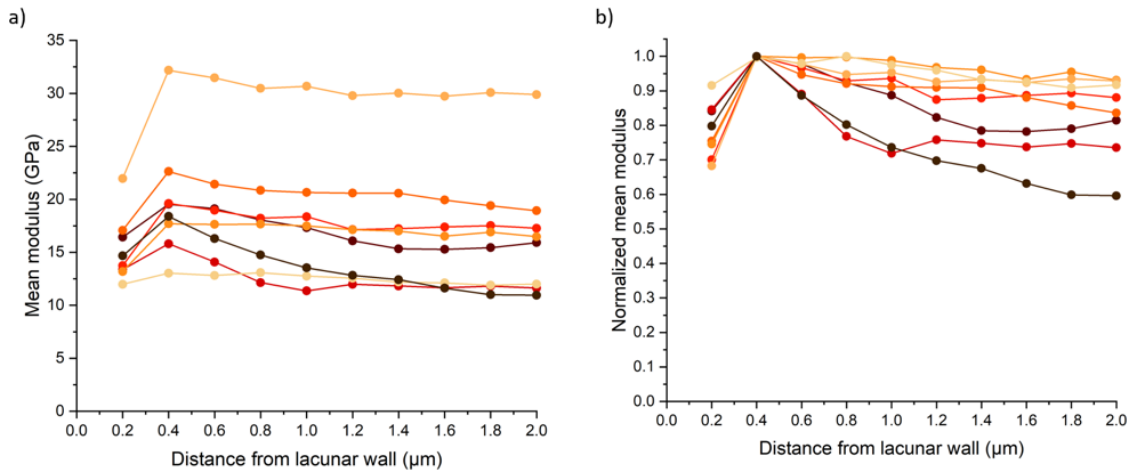 a)
35
30
25
20
15
10
5
0
Mean modulus (GPa)
0.0 0.2 0.4 0.6 0.8 1.0 1.2 1.4 1.6 1.8 2.0
Distance from lacunar wall (µm)
b)
1.0
0.9
0.8
0.7
0.6
0.5
0.4
0.3
0.2
0.1
0.0
Normalized mean modulus
0.0 0.2 0.4 0.6 0.8 1.0 1.2 1.4 1.6 1.8 2.0
Distance from lacunar wall (µm)